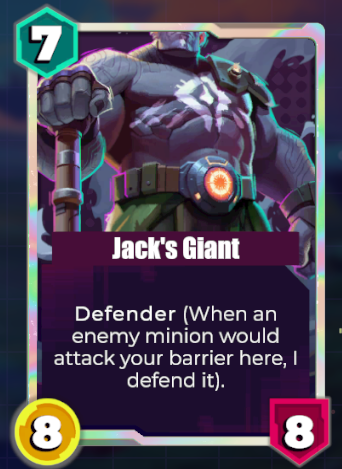 7
Jack's Giant
Defender (When an
enemy minion would
attack your barrier here, I
defend it).
8
8